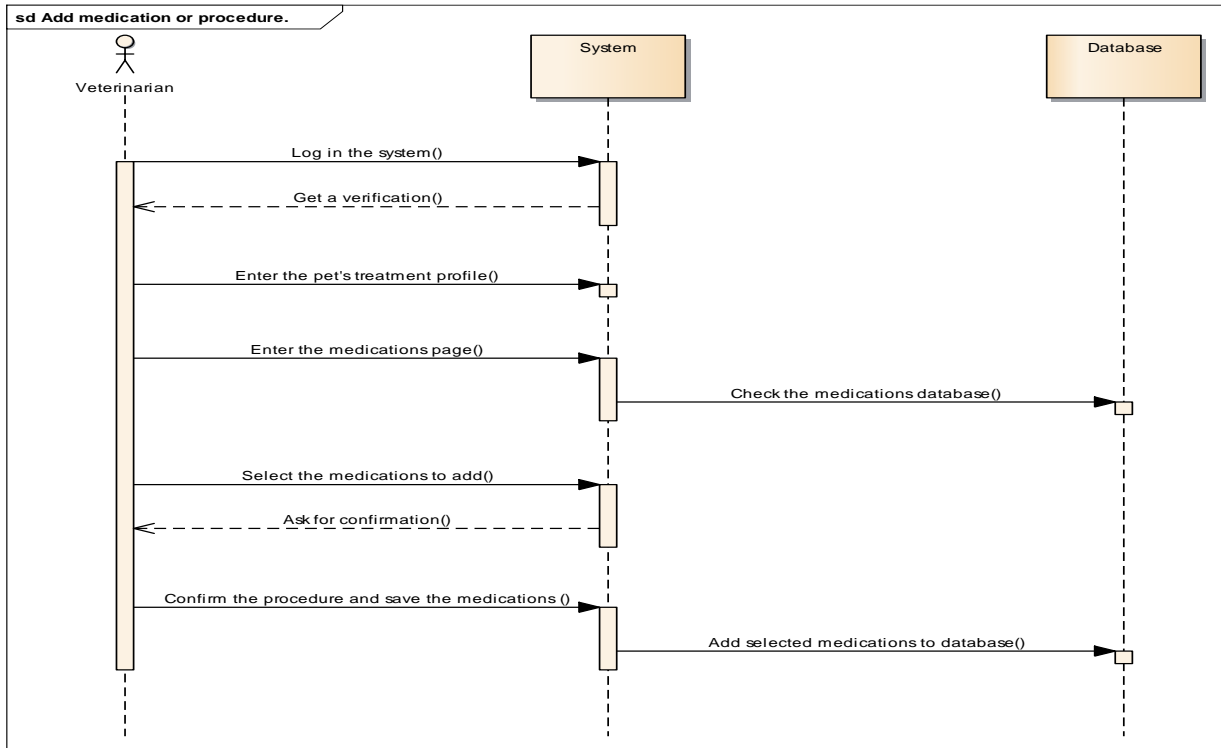 sd Add medication or procedure.
Veterinarian
System
Database
Log in the system()
Get a verification()
Enter the pet's treatment profile()
Enter the medications page()
Check the medications database()
Select the medications to add()
Ask for confirmation()
Confirm the procedure and save the medications ()
Add selected medications to database()